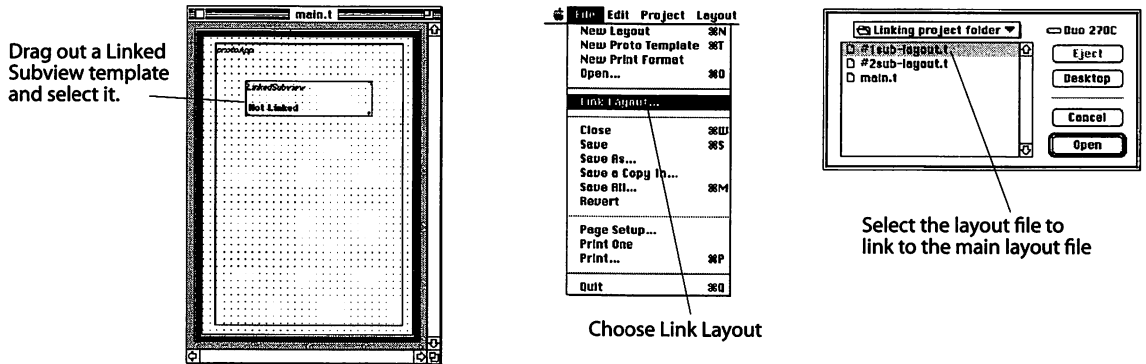 Drag out a Linked
Subview template
and select it.
main.t
protoApp
LinkedSubview
Not Linked
File Edit Project Layout
New Layout ⌘N
New Proto Template ⌘T
New Print Format
Open... ⌘O
Link Layout...
Close ⌘W
Save ⌘S
Save As...
Save a Copy In...
Save All... ⌘M
Revert
Page Setup...
Print One
Print... ⌘P
Quit ⌘Q
Choose Link Layout
Linking project folder
#1sub-layout.t
#2sub-layout.t
main.t
Duo 270C
Eject
Desktop
Cancel
Open
Select the layout file to
link to the main layout file